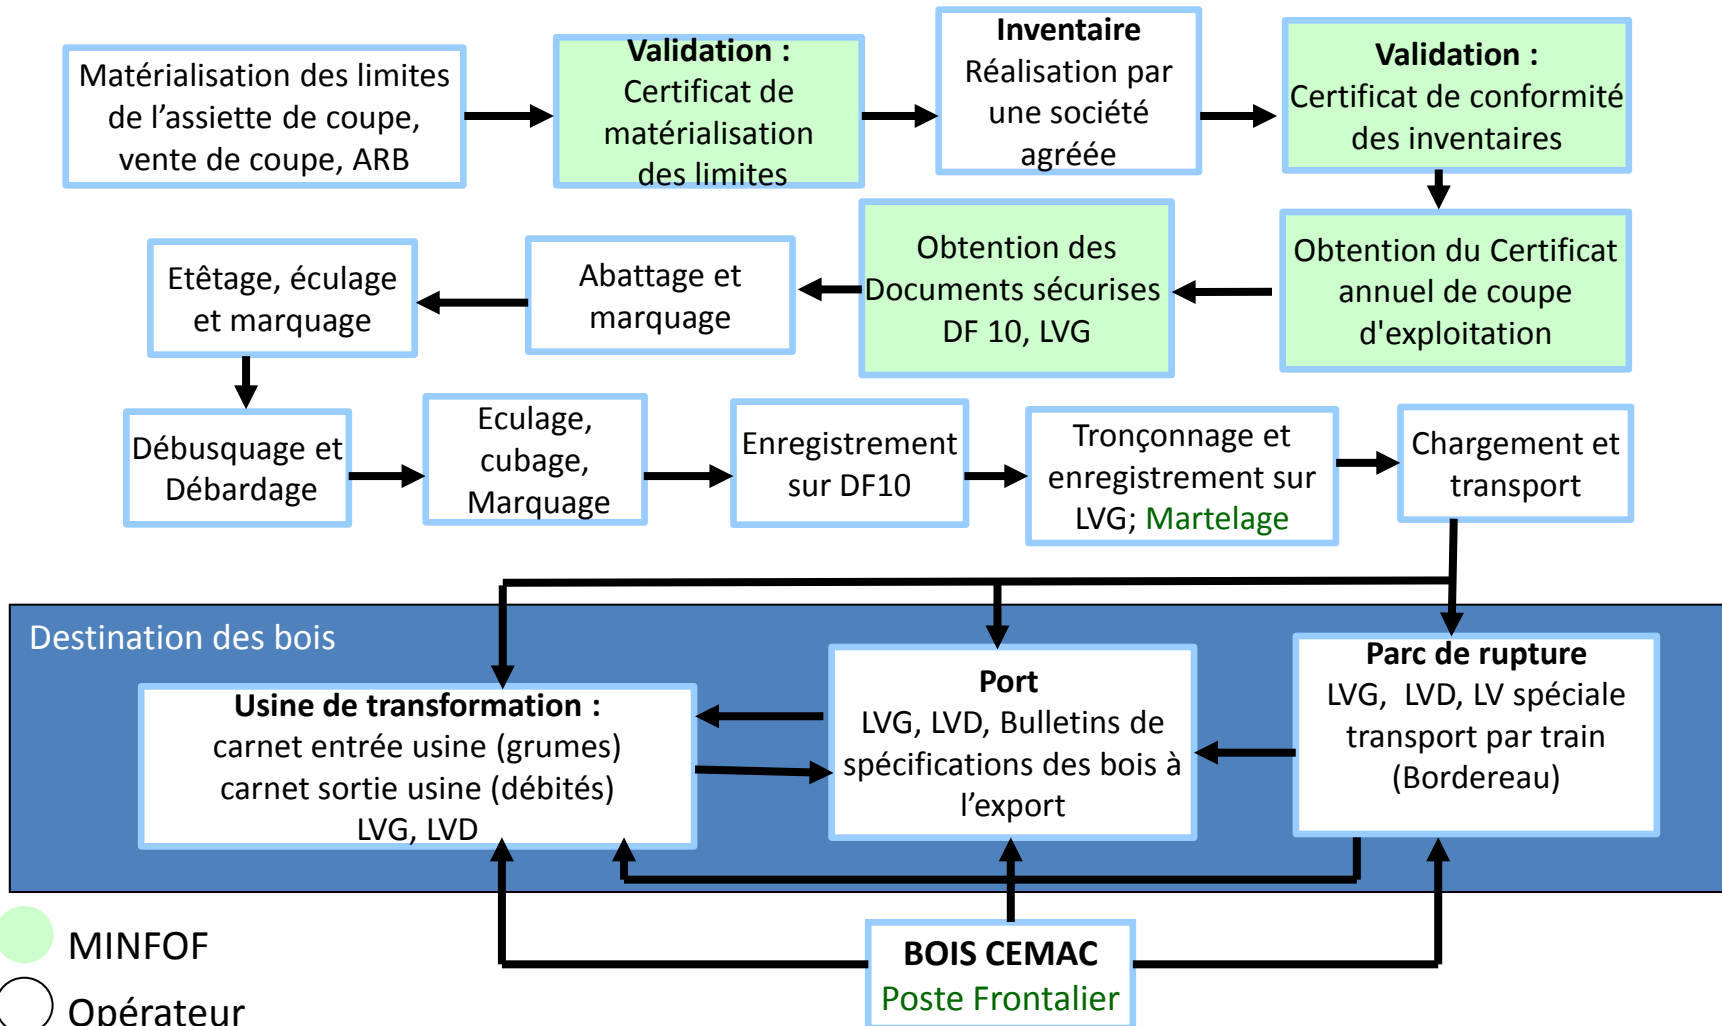 Matérialisation des limites
de l'assiette de coupe,
vente de coupe, ARB
Validation :
Certificat de
matérialisation
des limites
Inventaire
Réalisation par
une société
agréée
Validation :
Certificat de conformité
des inventaires
Obtention du Certificat
annuel de coupe
d'exploitation
Obtention des
Documents sécurises
DF 10, LVG
Abattage et
marquage
Etêtage, éculage
et marquage
Débusquage et
Débardage
Eculage,
cubage,
Marquage
Enregistrement
sur DF10
Tronçonnage et
enregistrement sur
LVG; Martelage
Chargement et
transport
Destination des bois
Usine de transformation :
carnet entrée usine (grumes)
carnet sortie usine (débités)
LVG, LVD
Port
LVG, LVD, Bulletins de
spécifications des bois à
l'export
Parc de rupture
LVG, LVD, LV spéciale
transport par train
(Bordereau)
BOIS CEMAC
Poste Frontalier
MINFOF
Opérateur